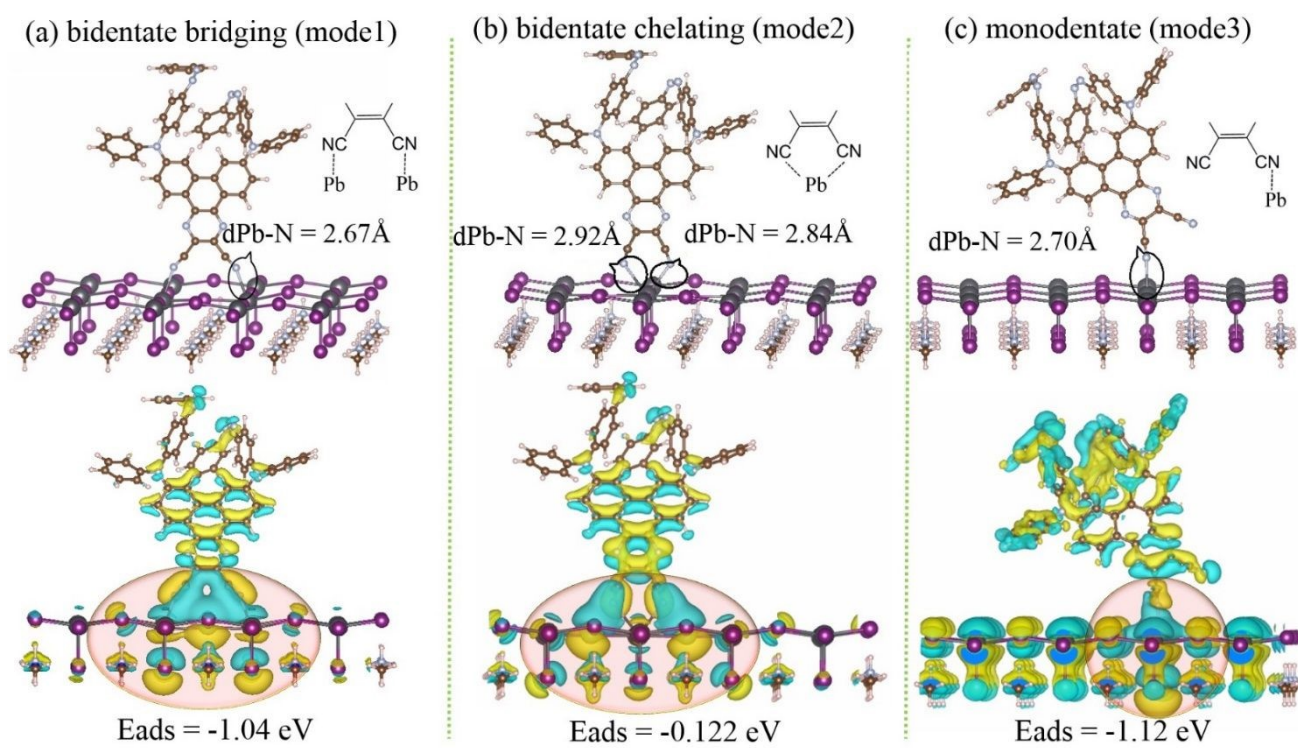 (a) bidentate bridging (mode1)
(b) bidentate chelating (mode2)
(c) monodentate (mode3)
NC
CN
Pb
Pb
dPb-N = 2.67Å
NC
CN
Pb
dPb-N = 2.92Å
dPb-N = 2.84Å
NC
CN
Pb
dPb-N = 2.70Å
Eads = -1.04 eV
Eads = -0.122 eV
Eads = -1.12 eV